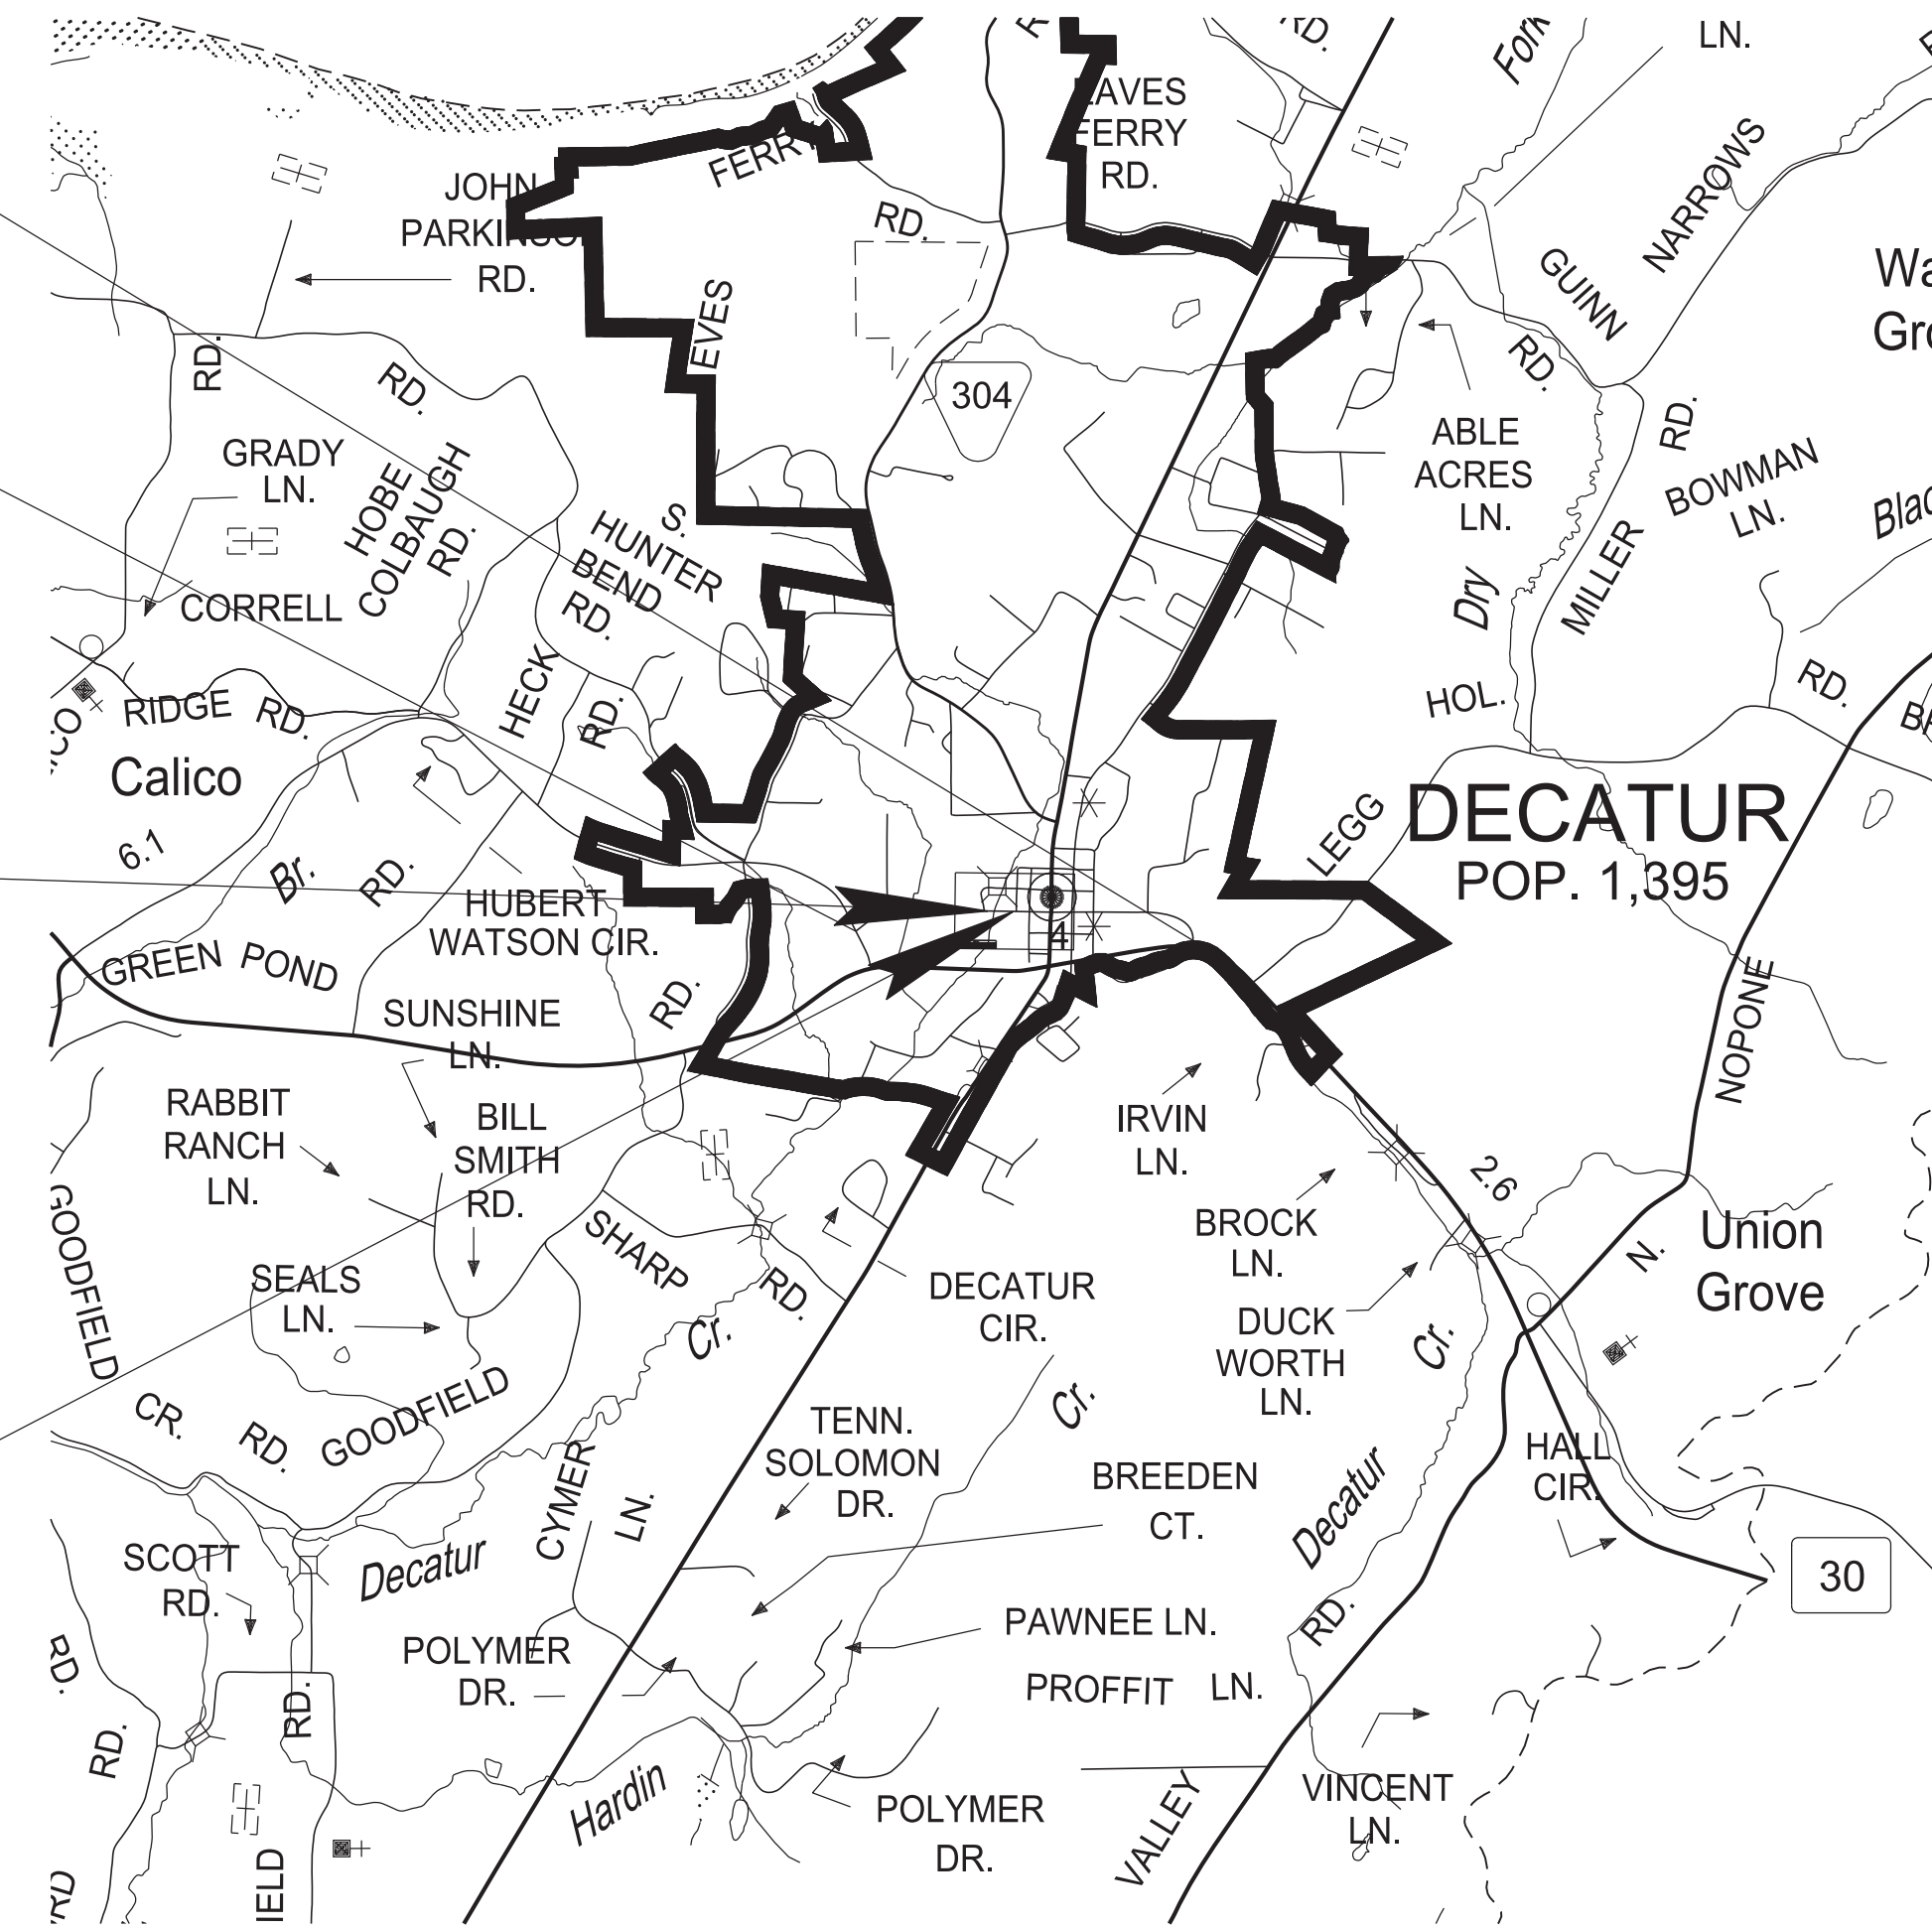 RD.
Fork
LN.
EAVES
FERRY
RD.
FERRY
RD.
JOHN
PARKINSON
RD.
NARROWS
GUINN
RD.
RD.
RD.
EVES
304
GRADY
LN.
HOBE
COLBAUGH
RD.
S.
HUNTER
BEND
RD.
ABLE
ACRES
LN.
RD.
BOWMAN
LN.
MILLER
Dry
HOL.
RD.
CORRELL
RIDGE RD.
HECK
RD.
Calico
6.1
Br.
RD.
LEGG
DECATUR
POP. 1,395
HUBERT
WATSON CIR.
4
GREEN POND
RD.
SUNSHINE
LN.
NOPONE
RABBIT
RANCH
LN.
BILL
SMITH
RD.
IRVIN
LN.
2.6
BROCK
LN.
N.
Union
Grove
GOODFIELD
SHARP
RD.
SEALS
LN.
DECATUR
CIR.
DUCK
WORTH
LN.
Cr.
Cr.
Cr.
CR.
RD.
GOODFIELD
TENN.
SOLOMON
DR.
HALL
CIR.
CYMER
LN.
BREEDEN
CT.
Decatur
RD.
30
SCOTT
RD.
Decatur
PAWNEE LN.
PROFFIT LN.
POLYMER
DR.
RD.
RD.
RD.
Hardin
POLYMER
DR.
VALLEY
VINCENT
LN.